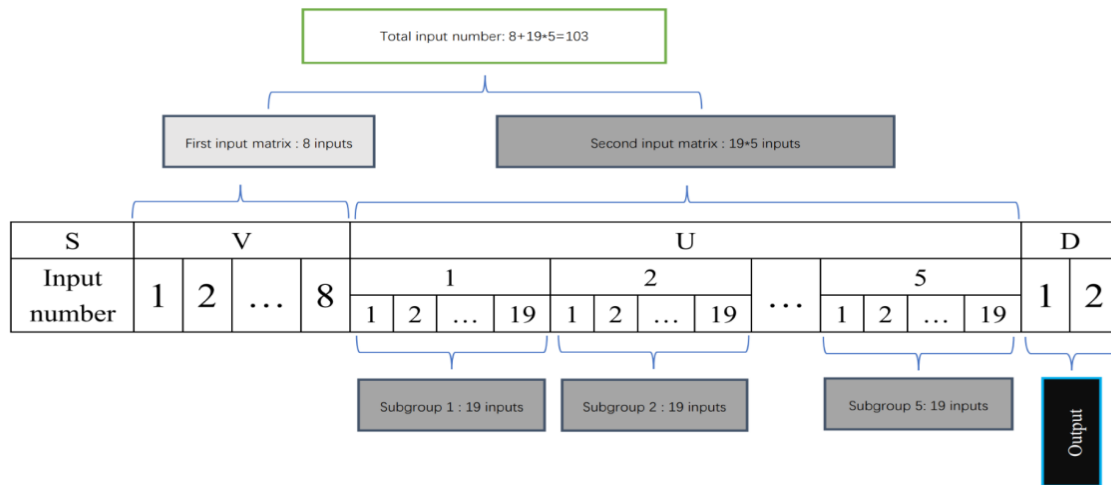 Total input number: 8+19*5=103
First input matrix : 8 inputs
Second input matrix : 19*5 inputs
S V U D
Input number
1 2 … 8
1 2 … 5
1 2 … 19 1 2 … 19 1 2 … 19
1 2
Subgroup 1 : 19 inputs
Subgroup 2 : 19 inputs
Subgroup 5: 19 inputs
Output